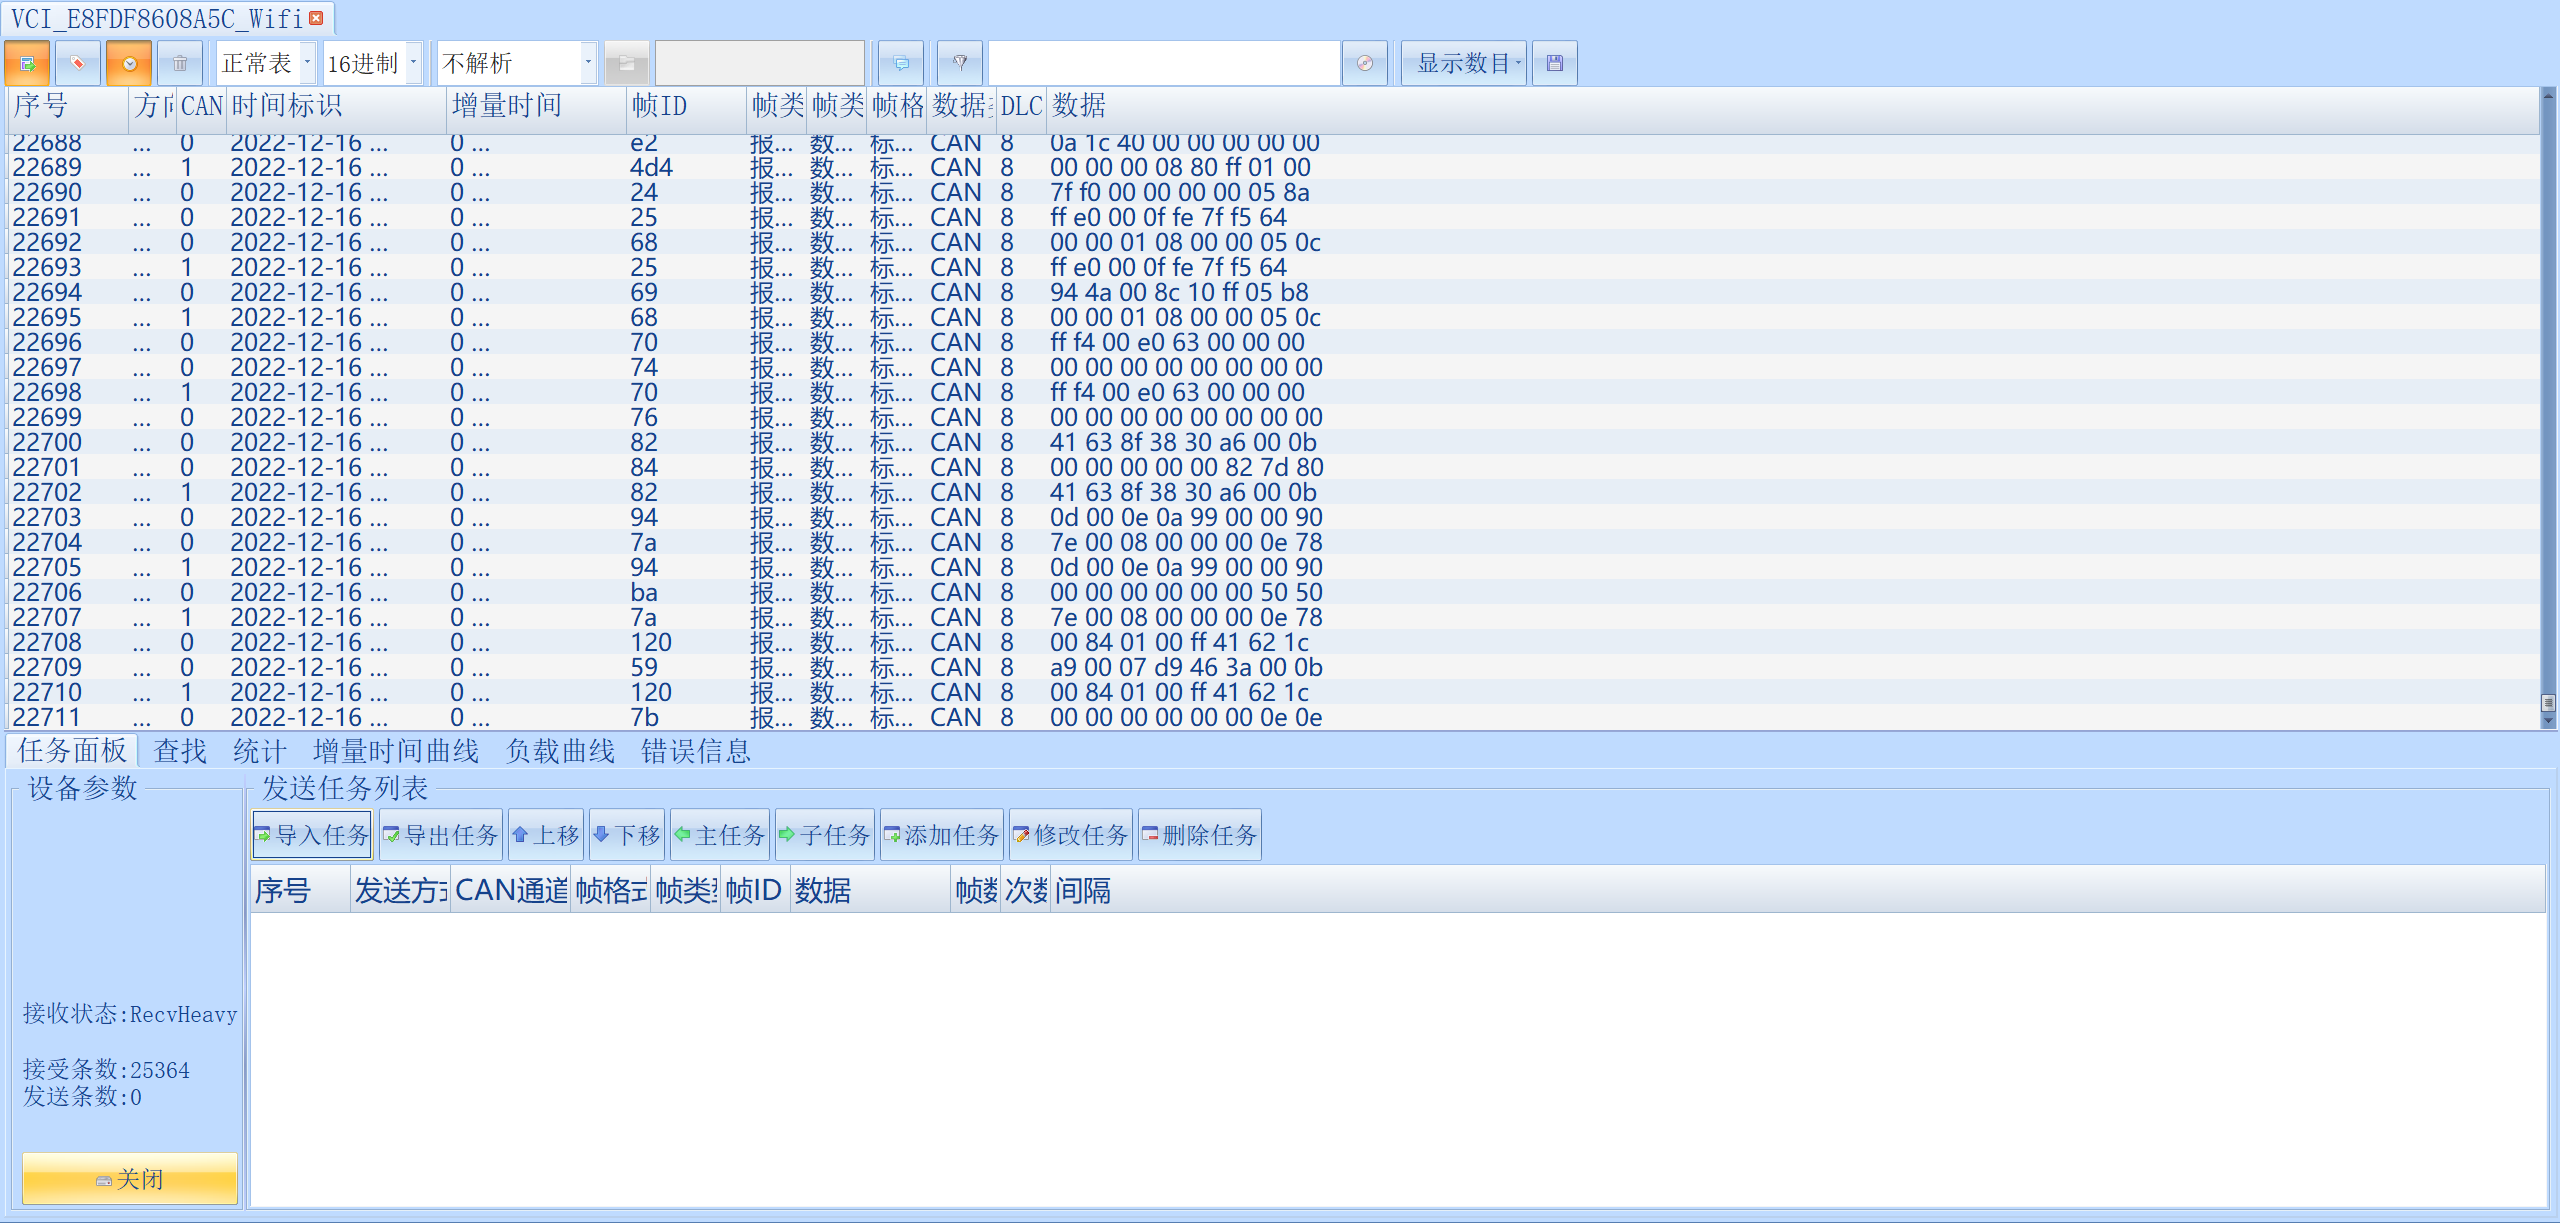 VCI_E8FDF8608A5C_Wifi
正常表 16进制 不解析 显示数目
序号 方向 CAN 时间标识 增量时间 帧ID 帧类 帧类 帧格 数据 DLC 数据
22688 ... 0 2022-12-16 ... 0 ... e2 报... 数... 标... CAN 8 0a 1c 40 00 00 00 00 00
22689 ... 1 2022-12-16 ... 0 ... 4d4 报... 数... 标... CAN 8 00 00 00 08 80 ff 01 00
22690 ... 0 2022-12-16 ... 0 ... 24 报... 数... 标... CAN 8 7f f0 00 00 00 00 05 8a
22691 ... 0 2022-12-16 ... 0 ... 25 报... 数... 标... CAN 8 ff e0 00 0f fe 7f f5 64
22692 ... 0 2022-12-16 ... 0 ... 68 报... 数... 标... CAN 8 00 00 01 08 00 00 05 0c
22693 ... 1 2022-12-16 ... 0 ... 25 报... 数... 标... CAN 8 ff e0 00 0f fe 7f f5 64
22694 ... 0 2022-12-16 ... 0 ... 69 报... 数... 标... CAN 8 94 4a 00 8c 10 ff 05 b8
22695 ... 1 2022-12-16 ... 0 ... 68 报... 数... 标... CAN 8 00 00 01 08 00 00 05 0c
22696 ... 0 2022-12-16 ... 0 ... 70 报... 数... 标... CAN 8 ff f4 00 e0 63 00 00 00
22697 ... 0 2022-12-16 ... 0 ... 74 报... 数... 标... CAN 8 00 00 00 00 00 00 00 00
22698 ... 1 2022-12-16 ... 0 ... 70 报... 数... 标... CAN 8 ff f4 00 e0 63 00 00 00
22699 ... 0 2022-12-16 ... 0 ... 76 报... 数... 标... CAN 8 00 00 00 00 00 00 00 00
22700 ... 0 2022-12-16 ... 0 ... 82 报... 数... 标... CAN 8 41 63 8f 38 30 a6 00 0b
22701 ... 0 2022-12-16 ... 0 ... 84 报... 数... 标... CAN 8 00 00 00 00 00 82 7d 80
22702 ... 1 2022-12-16 ... 0 ... 82 报... 数... 标... CAN 8 41 63 8f 38 30 a6 00 0b
22703 ... 0 2022-12-16 ... 0 ... 94 报... 数... 标... CAN 8 0d 00 0e 0a 99 00 00 90
22704 ... 0 2022-12-16 ... 0 ... 7a 报... 数... 标... CAN 8 7e 00 08 00 00 00 0e 78
22705 ... 1 2022-12-16 ... 0 ... 94 报... 数... 标... CAN 8 0d 00 0e 0a 99 00 00 90
22706 ... 0 2022-12-16 ... 0 ... ba 报... 数... 标... CAN 8 00 00 00 00 00 00 50 50
22707 ... 1 2022-12-16 ... 0 ... 7a 报... 数... 标... CAN 8 7e 00 08 00 00 00 0e 78
22708 ... 0 2022-12-16 ... 0 ... 120 报... 数... 标... CAN 8 00 84 01 00 ff 41 62 1c
22709 ... 0 2022-12-16 ... 0 ... 59 报... 数... 标... CAN 8 a9 00 07 d9 46 3a 00 0b
22710 ... 1 2022-12-16 ... 0 ... 120 报... 数... 标... CAN 8 00 84 01 00 ff 41 62 1c
22711 ... 0 2022-12-16 ... 0 ... 7b 报... 数... 标... CAN 8 00 00 00 00 00 00 0e 0e
任务面板 查找 统计 增量时间曲线 负载曲线 错误信息
设备参数
发送任务列表
导入任务 导出任务 上移 下移 主任务 子任务 添加任务 修改任务 删除任务
序号 发送方式 CAN通道 帧格式 帧类型 帧ID 数据 帧数 次数 间隔
接收状态:RecvHeavy
接受条数:25364
发送条数:0
关闭